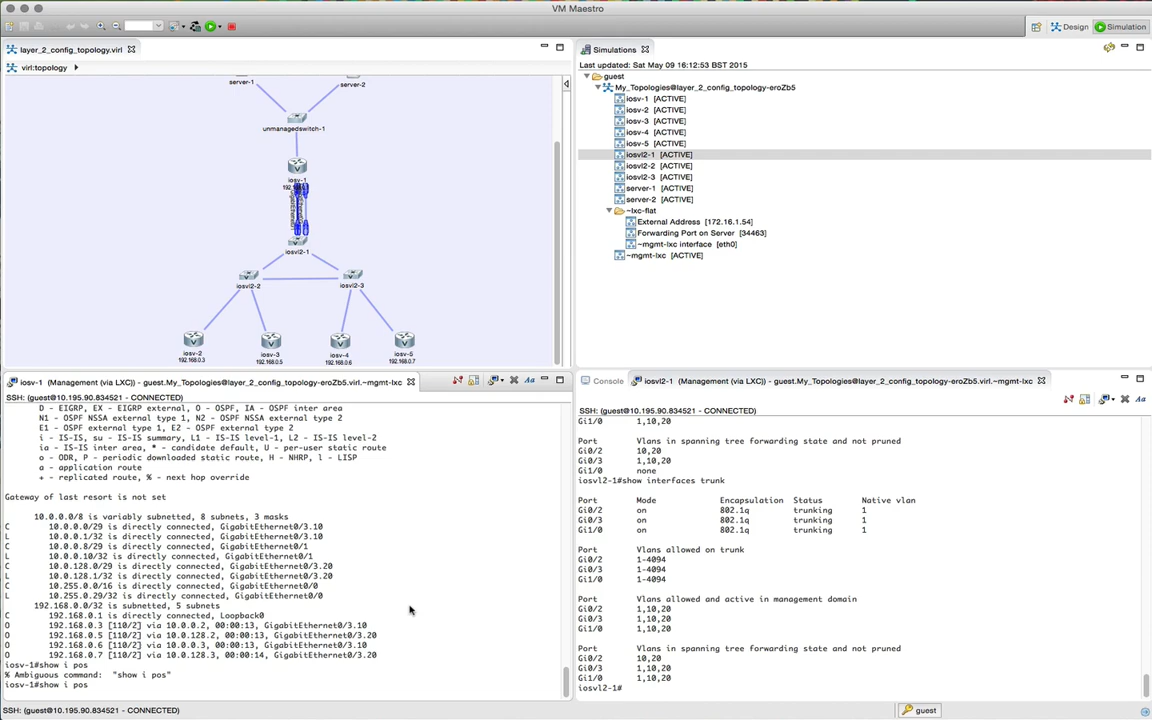 VM Maestro
Design
Simulation
layer_2_config_topology.virl
virl:topology
server-1
server-2
unmanagedswitch-1
iosv-1
iosvl2-1
iosvl2-2
iosvl2-3
iosv-2
192.168.0.3
iosv-3
192.168.0.5
iosv-4
192.168.0.6
iosv-5
192.168.0.7
Simulations
Last updated: Sat May 09 16:12:53 BST 2015
guest
My_Topologies@layer_2_config_topology-eroZb5
iosv-1 [ACTIVE]
iosv-2 [ACTIVE]
iosv-3 [ACTIVE]
iosv-4 [ACTIVE]
iosv-5 [ACTIVE]
iosvl2-1 [ACTIVE]
iosvl2-2 [ACTIVE]
iosvl2-3 [ACTIVE]
server-1 [ACTIVE]
server-2 [ACTIVE]
~lxc-flat
External Address [172.16.1.54]
Forwarding Port on Server [34463]
~mgmt-lxc interface [eth0]
~mgmt-lxc [ACTIVE]
iosv-1 (Management (via LXC)) - guest.My_Topologies@layer_2_config_topology-eroZb5.virl.~mgmt-lxc
SSH: (guest@10.195.90.834521 - CONNECTED)
D - EIGRP, EX - EIGRP external, O - OSPF, IA - OSPF inter area
N1 - OSPF NSSA external type 1, N2 - OSPF NSSA external type 2
E1 - OSPF external type 1, E2 - OSPF external type 2
i - IS-IS, su - IS-IS summary, L1 - IS-IS level-1, L2 - IS-IS level-2
ia - IS-IS inter area, * - candidate default, U - per-user static route
o - ODR, P - periodic downloaded static route, H - NHRP, l - LISP
a - application route
+ - replicated route, % - next hop override
Gateway of last resort is not set
10.0.0.0/8 is variably subnetted, 8 subnets, 3 masks
C 10.0.0.0/29 is directly connected, GigabitEthernet0/3.10
L 10.0.0.1/32 is directly connected, GigabitEthernet0/3.10
C 10.0.0.8/29 is directly connected, GigabitEthernet0/1
L 10.0.0.10/32 is directly connected, GigabitEthernet0/1
C 10.0.128.0/29 is directly connected, GigabitEthernet0/3.20
L 10.0.128.1/32 is directly connected, GigabitEthernet0/3.20
C 10.255.0.0/16 is directly connected, GigabitEthernet0/0
L 10.255.0.29/32 is directly connected, GigabitEthernet0/0
192.168.0.0/32 is subnetted, 5 subnets
C 192.168.0.1 is directly connected, Loopback0
O 192.168.0.3 [110/2] via 10.0.0.2, 00:00:13, GigabitEthernet0/3.10
O 192.168.0.5 [110/2] via 10.0.128.2, 00:00:13, GigabitEthernet0/3.20
O 192.168.0.6 [110/2] via 10.0.0.3, 00:00:13, GigabitEthernet0/3.10
O 192.168.0.7 [110/2] via 10.0.128.3, 00:00:14, GigabitEthernet0/3.20
iosv-1#show i pos
% Ambiguous command: "show i pos"
iosv-1#show i pos
SSH: (guest@10.195.90.834521 - CONNECTED)
Console
iosvl2-1 (Management (via LXC)) - guest.My_Topologies@layer_2_config_topology-eroZb5.virl.~mgmt-lxc
SSH: (guest@10.195.90.834521 - CONNECTED)
Gi0/3 1,10,20
Gi1/0 1,10,20
Port Vlans in spanning tree forwarding state and not pruned
Gi0/2 10,20
Gi0/3 1,10,20
Gi1/0 none
iosvl2-1#show interfaces trunk
Port Mode Encapsulation Status Native vlan
Gi0/2 on 802.1q trunking 1
Gi0/3 on 802.1q trunking 1
Gi1/0 on 802.1q trunking 1
Port Vlans allowed on trunk
Gi0/2 1-4094
Gi0/3 1-4094
Gi1/0 1-4094
Port Vlans allowed and active in management domain
Gi0/2 1,10,20
Gi0/3 1,10,20
Gi1/0 1,10,20
Port Vlans in spanning tree forwarding state and not pruned
Gi0/2 10,20
Gi0/3 1,10,20
Gi1/0 1,10,20
iosvl2-1#
guest